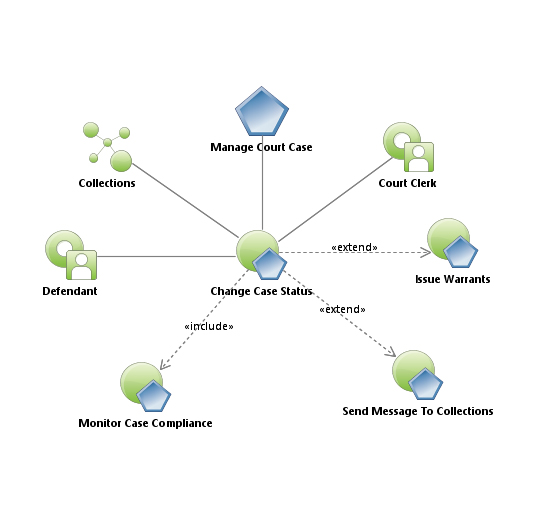 Manage Court Case
Collections
Court Clerk
«extend»
Issue Warrants
Defendant
Change Case Status
«extend»
«include»
Send Message To Collections
Monitor Case Compliance